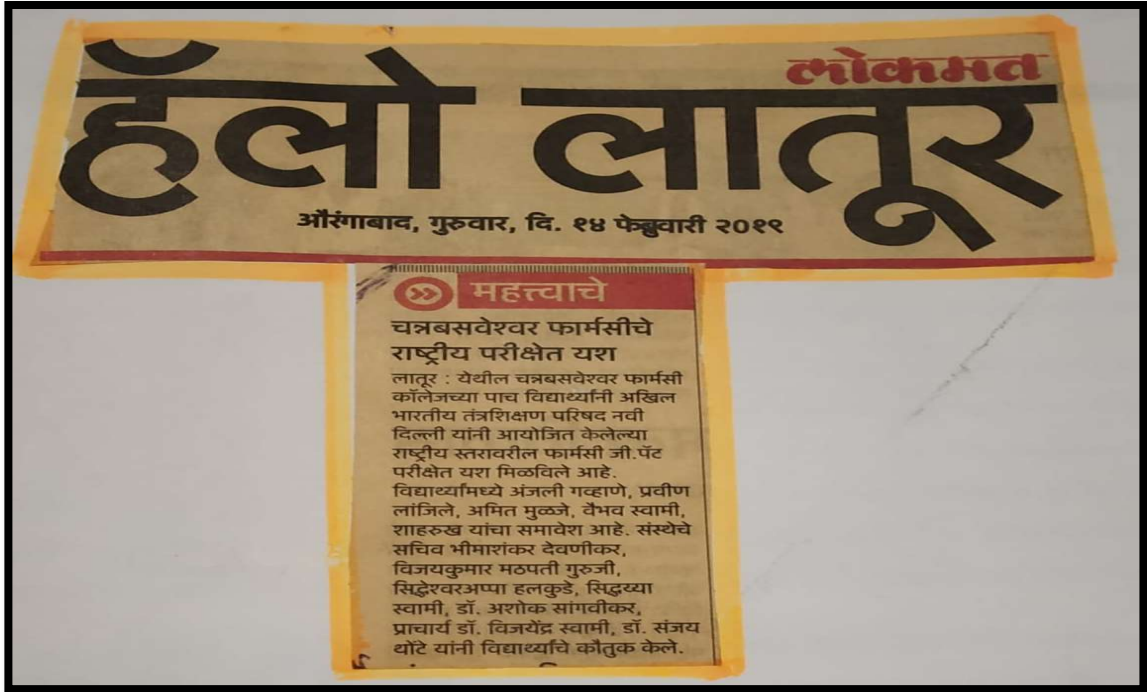 लोकमत
हॅलो लातूर
औरंगाबाद, गुरुवार, दि. १४ फेब्रुवारी २०१९
महत्त्वाचे
चन्नबसवेश्वर फार्मसीचे
राष्ट्रीय परीक्षेत यश
लातूर : येथील चन्नबसवेश्वर फार्मसी
कॉलेजच्या पाच विद्यार्थ्यांनी अखिल
भारतीय तंत्रशिक्षण परिषद नवी
दिल्ली यांनी आयोजित केलेल्या
राष्ट्रीय स्तरावरील फार्मसी जी.पॅट
परीक्षेत यश मिळविले आहे.
विद्यार्थ्यांमध्ये अंजली गव्हाणे, प्रवीण
लांजिले, अमित मुळजे, वैभव स्वामी,
शाहरुख यांचा समावेश आहे. संस्थेचे
सचिव भीमाशंकर देवणीकर,
विजयकुमार मठपती गुरुजी,
सिद्धेश्वरअप्पा हलकुडे, सिद्धय्या
स्वामी, डॉ. अशोक सांगवीकर,
प्राचार्य डॉ. विजयेंद्र स्वामी, डॉ. संजय
थोंटे यांनी विद्यार्थ्यांचे कौतुक केले.